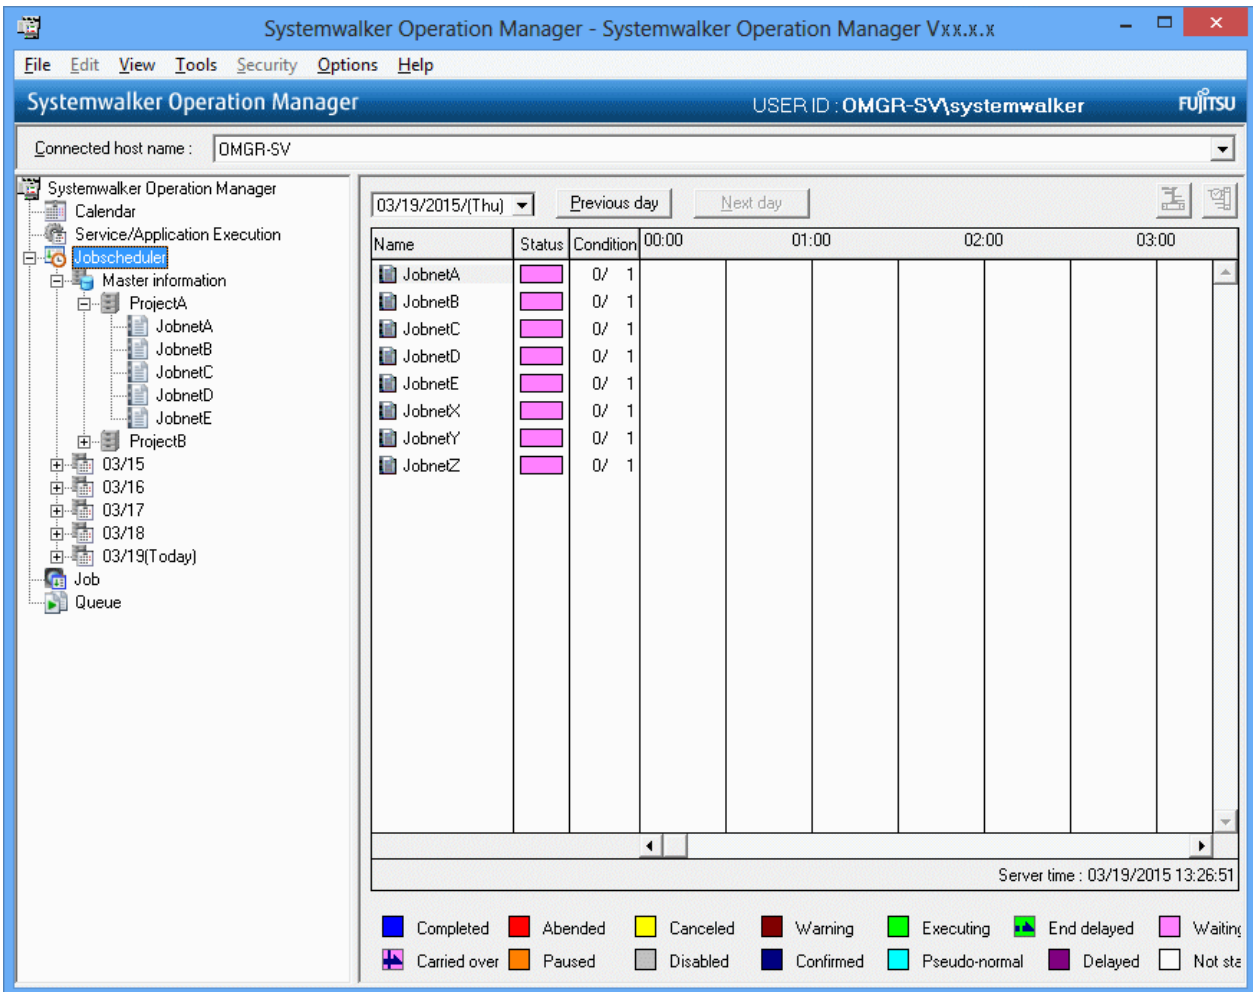 Systemwalker Operation Manager - Systemwalker Operation Manager Vxx.x.x
File Edit View Tools Security Options Help
Systemwalker Operation Manager USER ID : OMGR-SV\systemwalker FUJITSU
Connected host name : OMGR-SV
Systemwalker Operation Manager
Calendar
Service/Application Execution
Jobscheduler
Master information
ProjectA
JobnetA
JobnetB
JobnetC
JobnetD
JobnetE
ProjectB
03/15
03/16
03/17
03/18
03/19(Today)
Job
Queue
03/19/2015/(Thu) Previous day Next day
Name Status Condition 00:00 01:00 02:00 03:00
JobnetA 0/ 1
JobnetB 0/ 1
JobnetC 0/ 1
JobnetD 0/ 1
JobnetE 0/ 1
JobnetX 0/ 1
JobnetY 0/ 1
JobnetZ 0/ 1
Server time : 03/19/2015 13:26:51
Completed Abended Canceled Warning Executing End delayed Waiting
Carried over Paused Disabled Confirmed Pseudo-normal Delayed Not sta